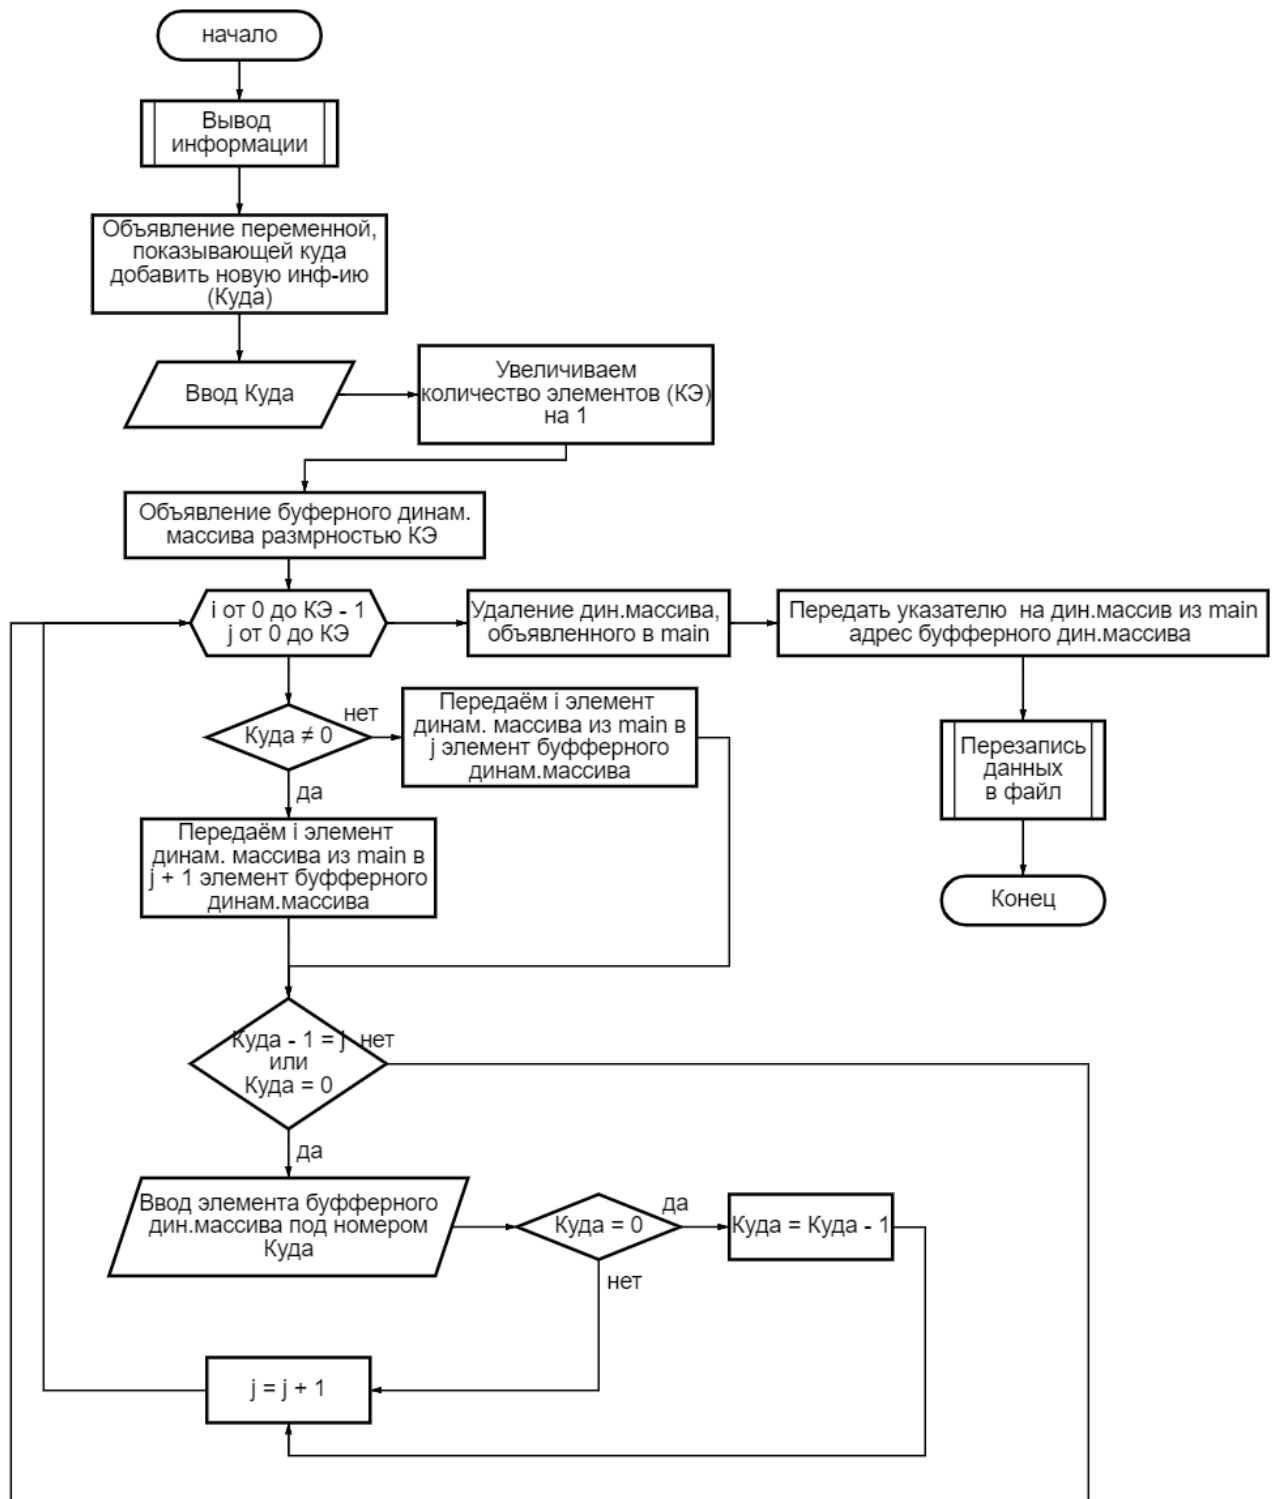 начало
Вывод
информации
Объявление переменной,
показывающей куда
добавить новую инф-ию
(Куда)
Ввод Куда
Увеличиваем
количество элементов (КЭ)
на 1
Объявление буферного динам.
массива размрностью КЭ
i от 0 до КЭ - 1
j от 0 до КЭ
Удаление дин.массива,
объявленного в main
Передать указателю на дин.массив из main
адрес буфферного дин.массива
Куда ≠ 0
нет
Передаём i элемент
динам. массива из main в
j элемент буфферного
динам.массива
Перезапись
данных
в файл
да
Передаём i элемент
динам. массива из main в
j + 1 элемент буфферного
динам.массива
Конец
Куда - 1 = j
или
Куда = 0
нет
да
Ввод элемента буфферного
дин.массива под номером
Куда
Куда = 0
да
Куда = Куда - 1
нет
j = j + 1